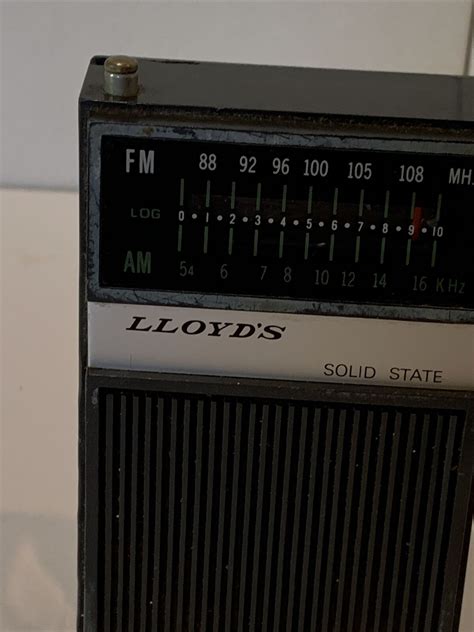 FM 88 92 96 100 105 108 MH
LOG 0 1 2 3 4 5 6 7 8 9 10
AM 54 6 7 8 10 12 14 16 KHz
LLOYD'S
SOLID STATE